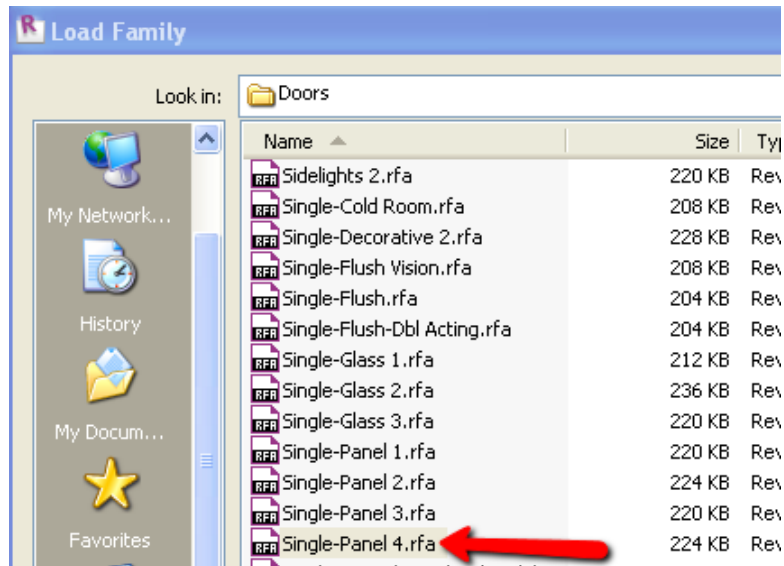 Load Family
Look in: Doors
Name Size
Sidelights 2.rfa 220 KB Rev
Single-Cold Room.rfa 208 KB Rev
My Network... Single-Decorative 2.rfa 228 KB Rev
Single-Flush Vision.rfa 208 KB Rev
Single-Flush.rfa 204 KB Rev
History Single-Flush-Dbl Acting.rfa 204 KB Rev
Single-Glass 1.rfa 212 KB Rev
Single-Glass 2.rfa 236 KB Rev
Single-Glass 3.rfa 220 KB Rev
My Docum... Single-Panel 1.rfa 220 KB Rev
Single-Panel 2.rfa 224 KB Rev
Single-Panel 3.rfa 220 KB Rev
Favorites Single-Panel 4.rfa 224 KB Rev